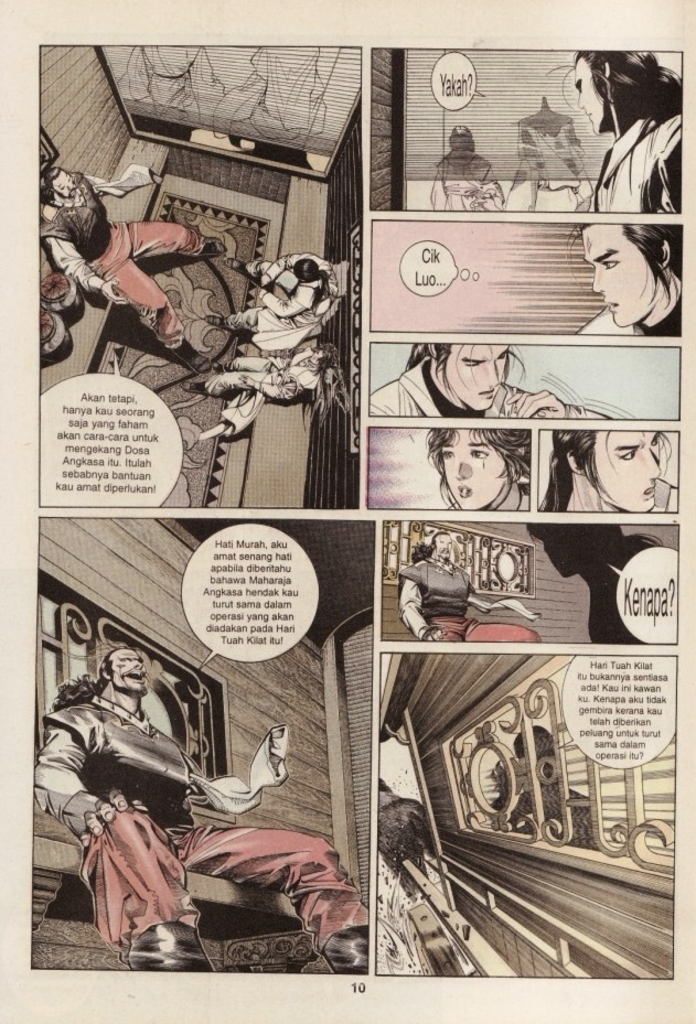 Akan tetapi,
hanya kau seorang
saja yang faham
akan cara-cara untuk
mengekang Dosa
Angkasa itu. Itulah
sebabnya bantuan
kau amat diperlukan!
Yakah?
Cik
Luo...
Hati Murah, aku
amat senang hati
apabila diberitahu
bahawa Maharaja
Angkasa hendak kau
turut sama dalam
operasi yang akan
diadakan pada Hari
Tuah Kilat itu!
Kenapa?
Hari Tuah Kilat
itu bukannya sentiasa
ada! Kau ini kawan
ku. Kenapa aku tidak
gembira kerana kau
telah diberikan
peluang untuk turut
sama dalam
operasi itu?
10